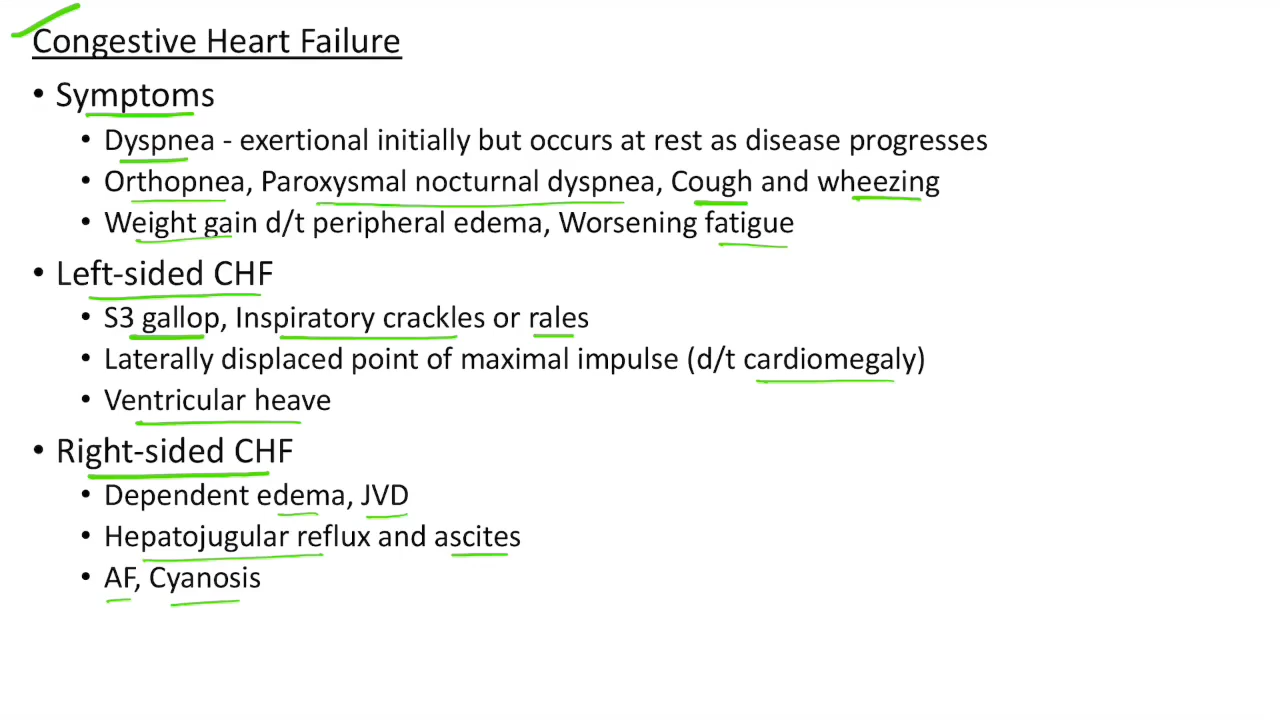 Congestive Heart Failure
• Symptoms
• Dyspnea - exertional initially but occurs at rest as disease progresses
• Orthopnea, Paroxysmal nocturnal dyspnea, Cough and wheezing
• Weight gain d/t peripheral edema, Worsening fatigue
• Left-sided CHF
• S3 gallop, Inspiratory crackles or rales
• Laterally displaced point of maximal impulse (d/t cardiomegaly)
• Ventricular heave
• Right-sided CHF
• Dependent edema, JVD
• Hepatojugular reflux and ascites
• AF, Cyanosis